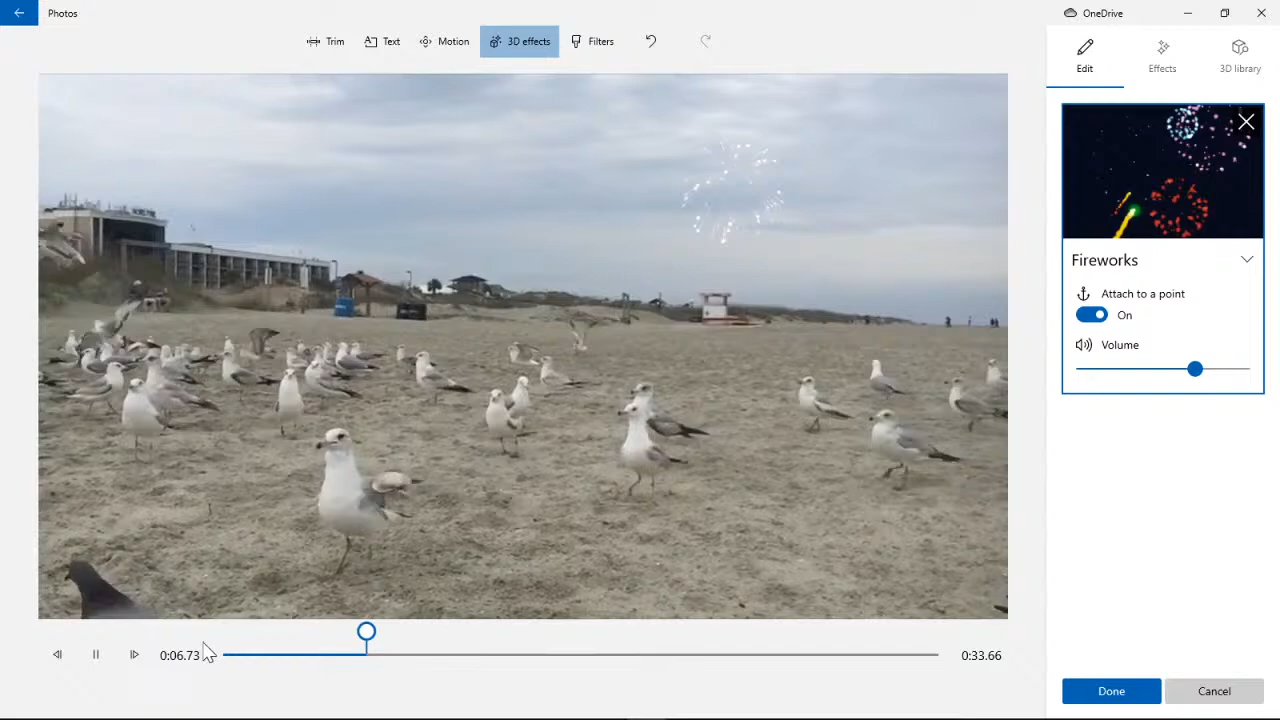 Photos
OneDrive
Trim
Text
Motion
3D effects
Filters
Edit
Effects
3D library
Fireworks
Attach to a point
On
Volume
0:06.73
0:33.66
Done
Cancel